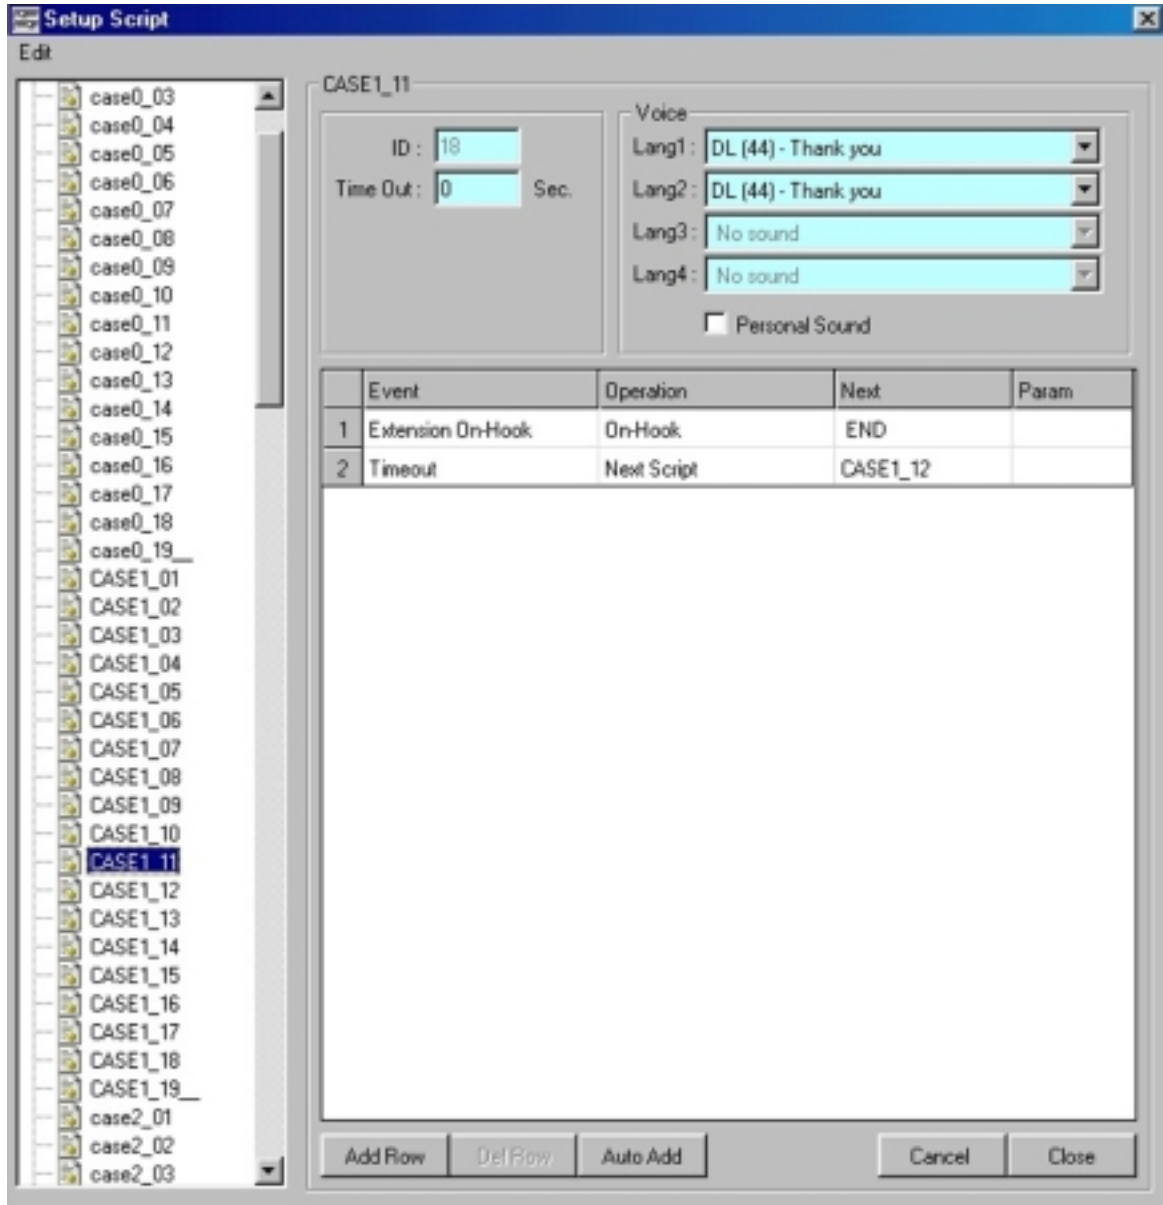 Setup Script
Edit
case0_03
case0_04
case0_05
case0_06
case0_07
case0_08
case0_09
case0_10
case0_11
case0_12
case0_13
case0_14
case0_15
case0_16
case0_17
case0_18
case0_19__
CASE1_01
CASE1_02
CASE1_03
CASE1_04
CASE1_05
CASE1_06
CASE1_07
CASE1_08
CASE1_09
CASE1_10
CASE1_11
CASE1_12
CASE1_13
CASE1_14
CASE1_15
CASE1_16
CASE1_17
CASE1_18
CASE1_19__
case2_01
case2_02
case2_03
CASE1_11
ID : 18
Time Out : 0 Sec.
Voice
Lang1 : DL (44) - Thank you
Lang2 : DL (44) - Thank you
Lang3 : No sound
Lang4 : No sound
Personal Sound
Event Operation Next Param
1 Extension On-Hook On-Hook END
2 Timeout Next Script CASE1_12
Add Row Del Row Auto Add Cancel Close